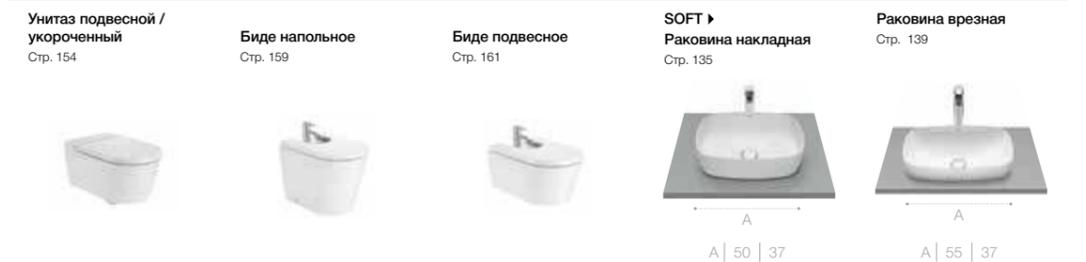 Унитаз подвесной /
укороченный
Стр. 154
Биде напольное
Стр. 159
Биде подвесное
Стр. 161
SOFT ▸
Раковина накладная
Стр. 135
A
A | 50 | 37
Раковина врезная
Стр. 139
A
A | 55 | 37